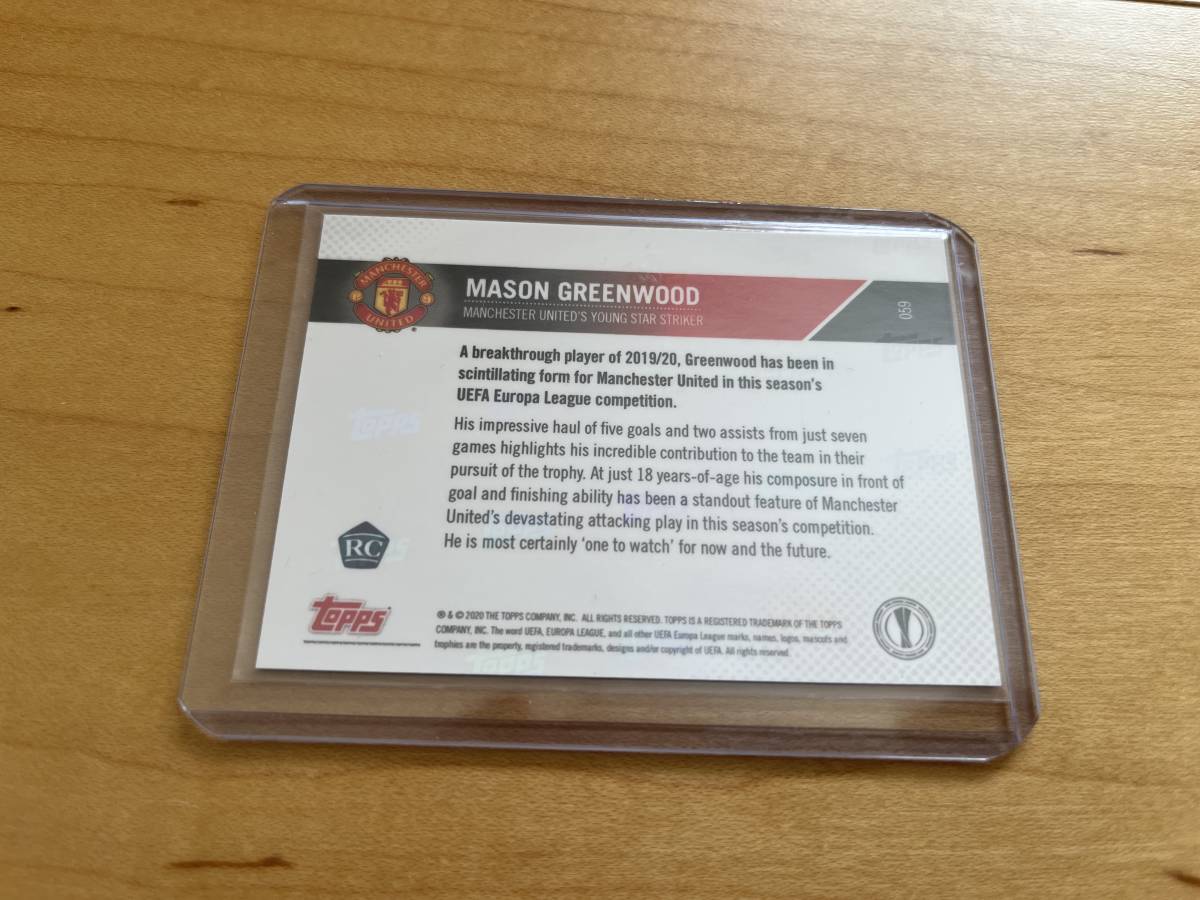 MANCHESTER
UNITED
MASON GREENWOOD
MANCHESTER UNITED'S YOUNG STAR STRIKER
059
A breakthrough player of 2019/20, Greenwood has been in
scintillating form for Manchester United in this season's
UEFA Europa League competition.
His impressive haul of five goals and two assists from just seven
games highlights his incredible contribution to the team in their
pursuit of the trophy. At just 18 years-of-age his composure in front of
goal and finishing ability has been a standout feature of Manchester
United's devastating attacking play in this season's competition.
He is most certainly 'one to watch' for now and the future.
RC
topps
® & © 2020 THE TOPPS COMPANY, INC. ALL RIGHTS RESERVED. TOPPS IS A REGISTERED TRADEMARK OF THE TOPPS
COMPANY, INC. The word UEFA, EUROPA LEAGUE, and all other UEFA Europa League marks, names, logos, mascots and
trophies are the property, registered trademarks, designs and/or copyright of UEFA. All rights reserved.